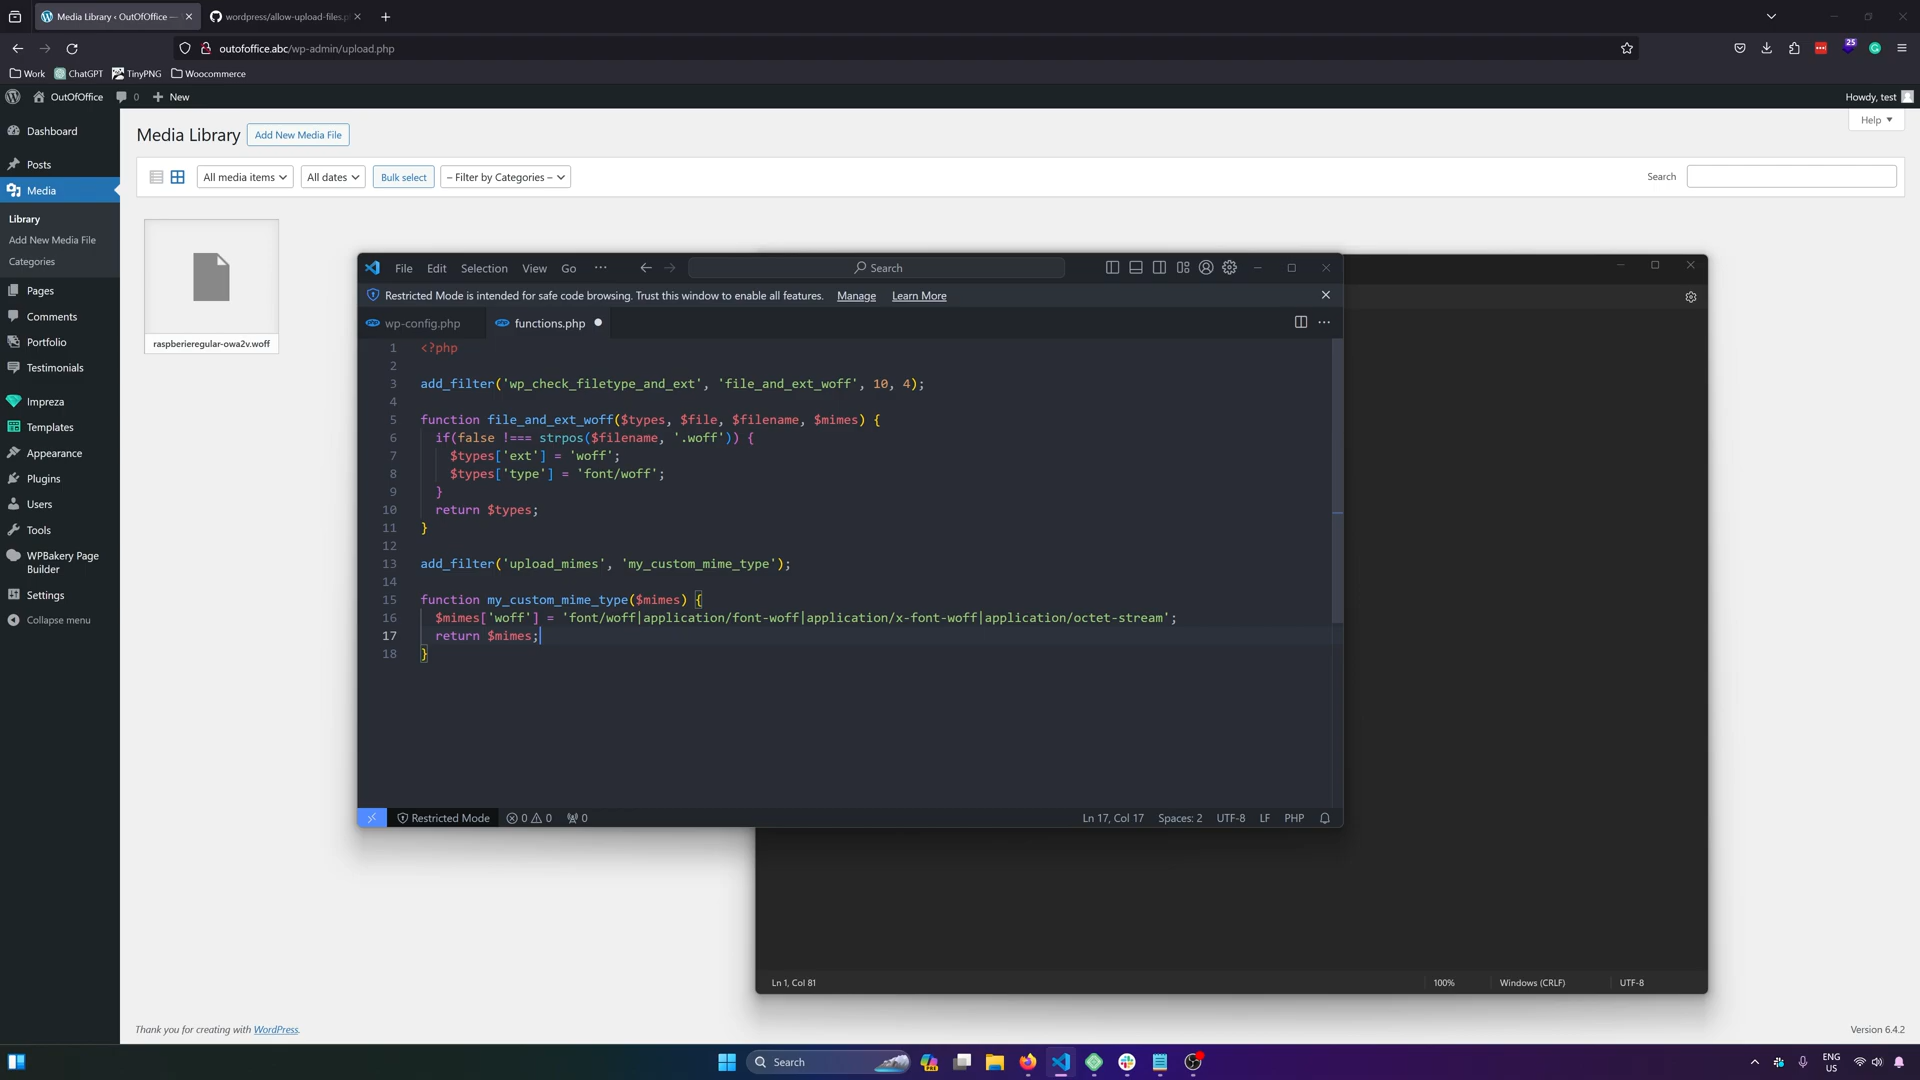 Media Library ‹ OutOfOffice —
wordpress/allow-upload-files.p
outofoffice.abc/wp-admin/upload.php
25
Work
ChatGPT
TinyPNG
Woocommerce
OutOfOffice
0
New
Howdy, test
Dashboard
Posts
Media
Library
Add New Media File
Categories
Pages
Comments
Portfolio
Testimonials
Impreza
Templates
Appearance
Plugins
Users
Tools
WPBakery Page
Builder
Settings
Collapse menu
Media Library
Add New Media File
Help
All media items
All dates
Bulk select
– Filter by Categories –
Search
raspberieregular-owa2v.woff
File
Edit
Selection
View
Go
Search
Restricted Mode is intended for safe code browsing. Trust this window to enable all features.
Manage
Learn More
wp-config.php
functions.php
1 <?php
2
3 add_filter('wp_check_filetype_and_ext', 'file_and_ext_woff', 10, 4);
4
5 function file_and_ext_woff($types, $file, $filename, $mimes) {
6 if(false !=== strpos($filename, '.woff')) {
7 $types['ext'] = 'woff';
8 $types['type'] = 'font/woff';
9 }
10 return $types;
11 }
12
13 add_filter('upload_mimes', 'my_custom_mime_type');
14
15 function my_custom_mime_type($mimes) {
16 $mimes['woff'] = 'font/woff|application/font-woff|application/x-font-woff|application/octet-stream';
17 return $mimes;
18 }
Restricted Mode
0
0
0
Ln 17, Col 17
Spaces: 2
UTF-8
LF
PHP
Ln 1, Col 81
100%
Windows (CRLF)
UTF-8
Thank you for creating with WordPress.
Version 6.4.2
Search
PRE
ENG
US